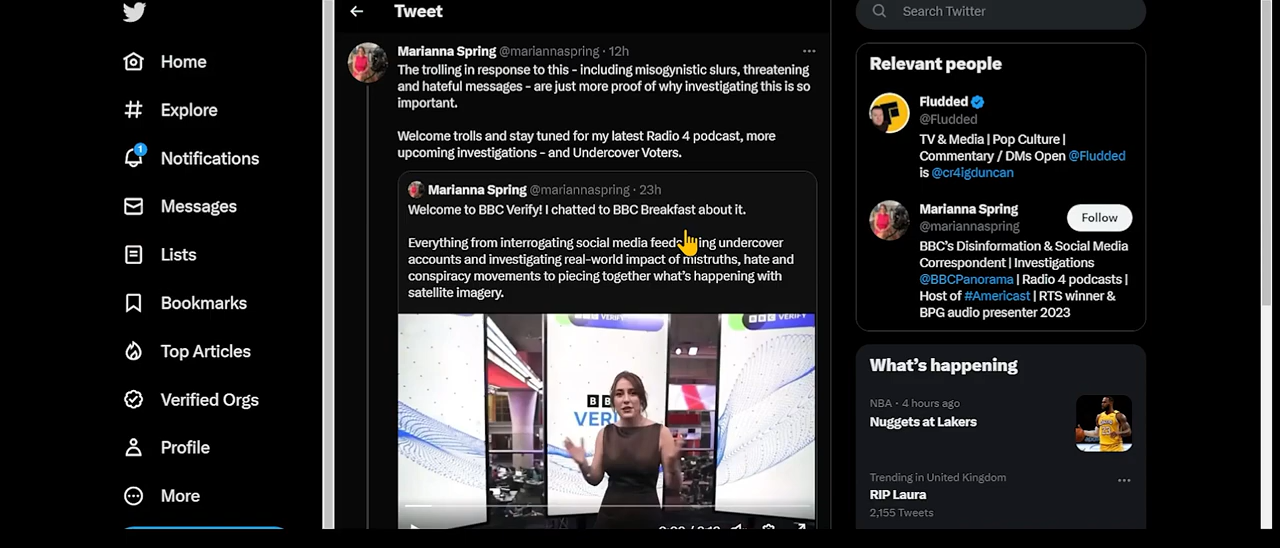 Tweet
Search Twitter
Home
Explore
1
Notifications
Messages
Lists
Bookmarks
Top Articles
Verified Orgs
Profile
More
Marianna Spring @mariannaspring · 12h
The trolling in response to this - including misogynistic slurs, threatening
and hateful messages - are just more proof of why investigating this is so
important.
Welcome trolls and stay tuned for my latest Radio 4 podcast, more
upcoming investigations - and Undercover Voters.
Marianna Spring @mariannaspring · 23h
Welcome to BBC Verify! I chatted to BBC Breakfast about it.
Everything from interrogating social media feeds undercover
accounts and investigating real-world impact of mistruths, hate and
conspiracy movements to piecing together what's happening with
satellite imagery.
BBC VERIFY
VERIFY
BB
VER
Relevant people
Fludded
@Fludded
TV & Media | Pop Culture |
Commentary / DMs Open @Fludded
is @cr4igduncan
Marianna Spring
@mariannaspring
Follow
BBC's Disinformation & Social Media
Correspondent | Investigations
@BBCPanorama | Radio 4 podcasts |
Host of #Americast | RTS winner &
BPG audio presenter 2023
What's happening
NBA · 4 hours ago
Nuggets at Lakers
Trending in United Kingdom
RIP Laura
2,155 Tweets